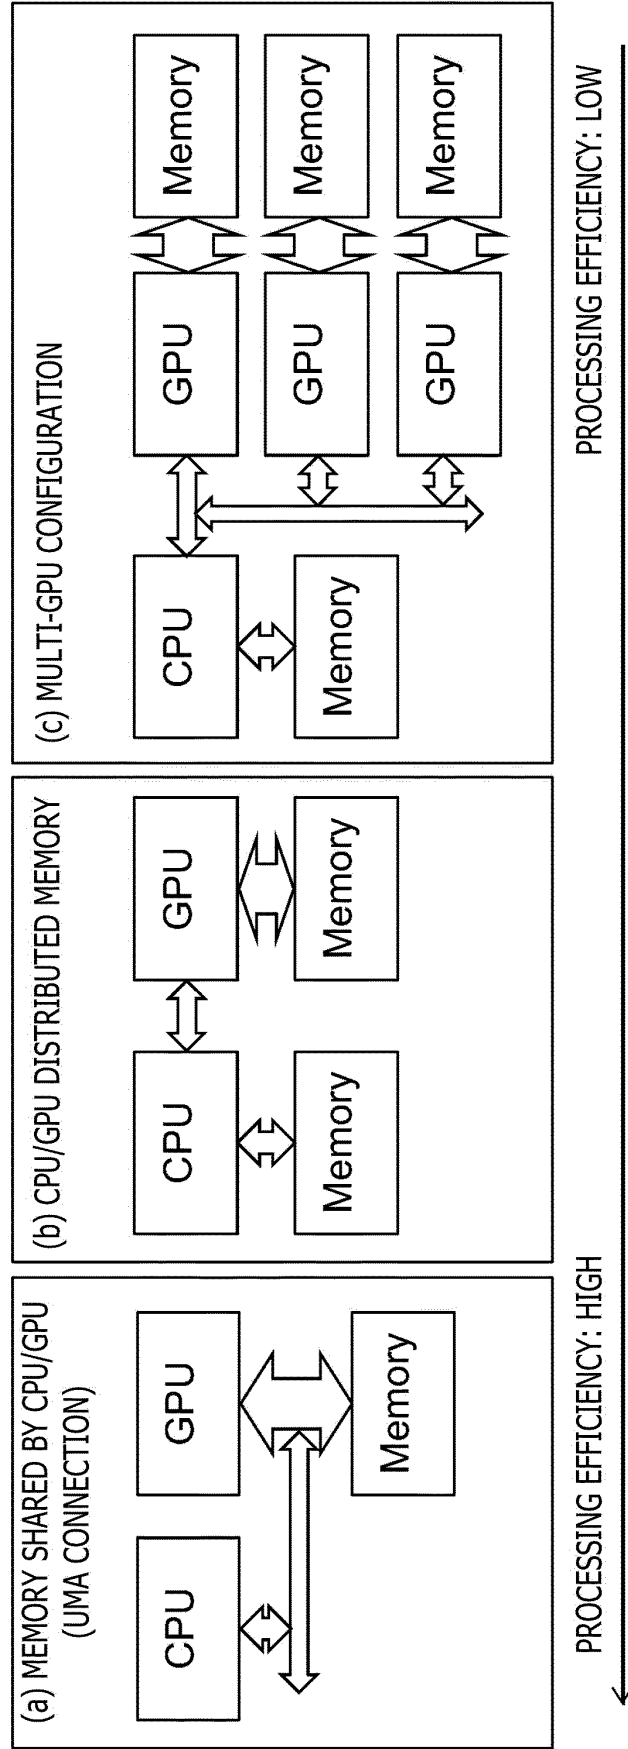 (a) MEMORY SHARED BY CPU/GPU
(UMA CONNECTION)
CPU
GPU
Memory
(b) CPU/GPU DISTRIBUTED MEMORY
CPU
GPU
Memory
Memory
(c) MULTI-GPU CONFIGURATION
CPU
GPU
Memory
Memory
GPU
Memory
GPU
Memory
PROCESSING EFFICIENCY: HIGH
PROCESSING EFFICIENCY: LOW